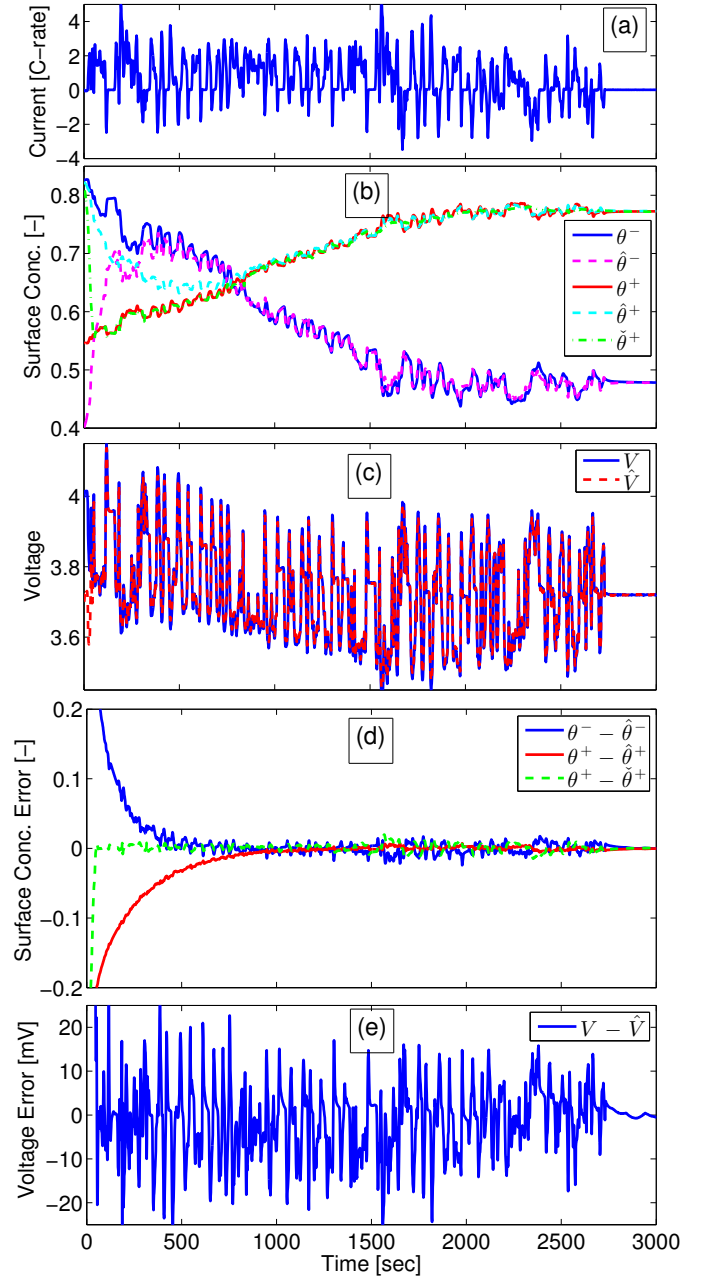 Current [C−rate]
4
2
0
−2
−4
(a)
Surface Conc. [−]
0.8
0.7
0.6
0.5
0.4
(b)
θ⁻
θ̂⁻
θ⁺
θ̂⁺
θ̌⁺
Voltage
4
3.8
3.6
(c)
V
V̂
Surface Conc. Error [−]
0.2
0.1
0
−0.1
−0.2
(d)
θ⁻ − θ̂⁻
θ⁺ − θ̂⁺
θ⁺ − θ̌⁺
Voltage Error [mV]
20
10
0
−10
−20
(e)
V − V̂
0 500 1000 1500 2000 2500 3000
Time [sec]